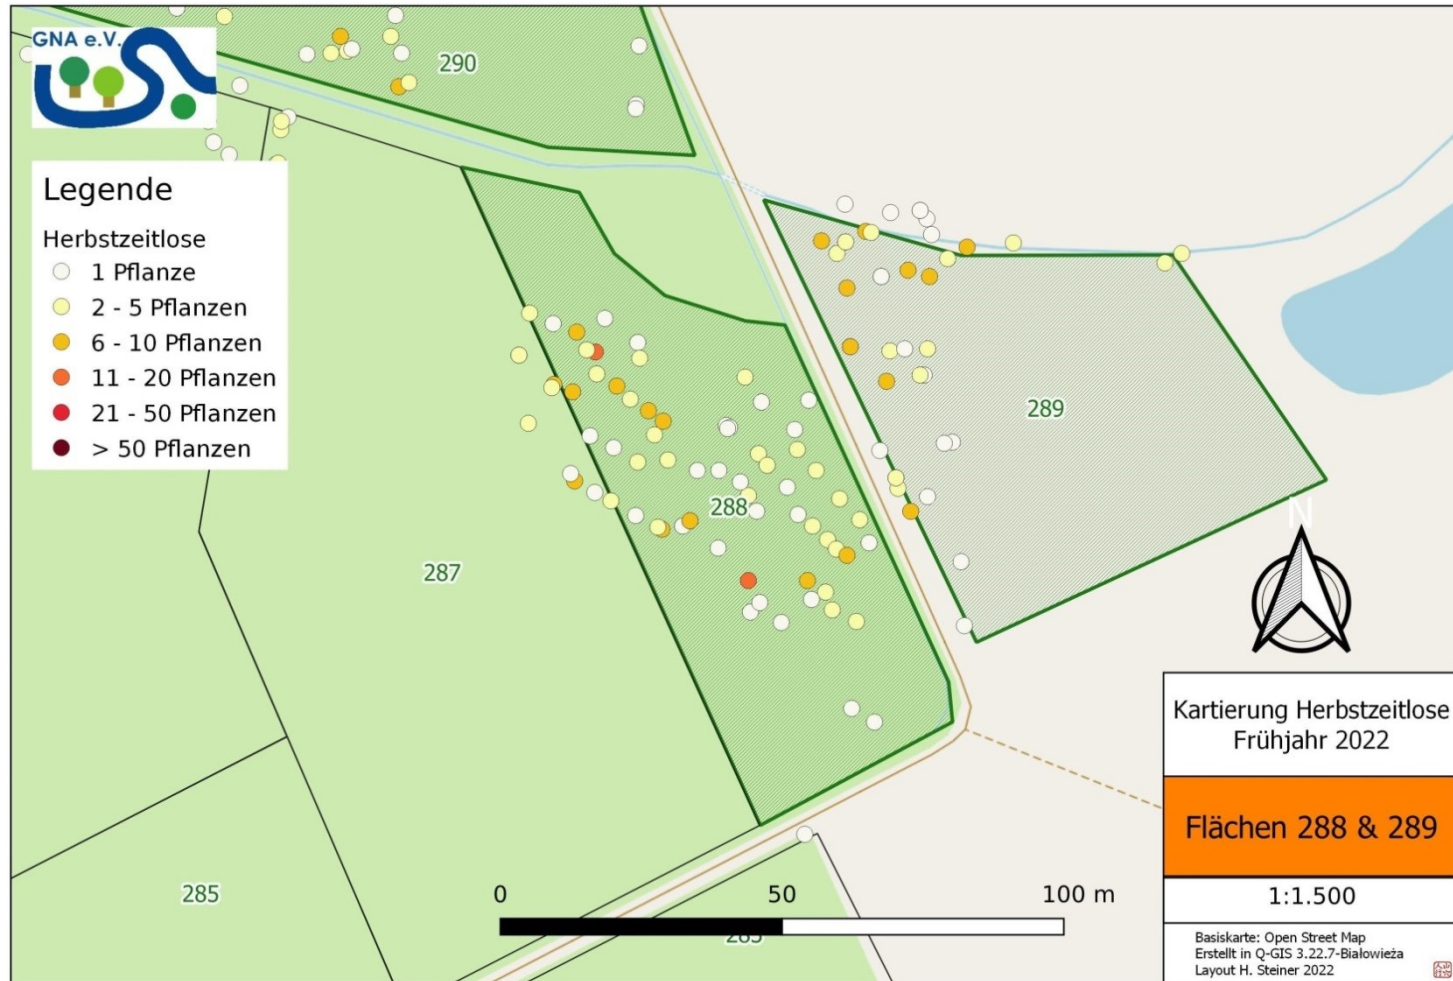 GNA e.V.
290
Legende
Herbstzeitlose
1 Pflanze
2 - 5 Pflanzen
6 - 10 Pflanzen
11 - 20 Pflanzen
21 - 50 Pflanzen
> 50 Pflanzen
289
288
287
N
285
0 50 100 m
285
Kartierung Herbstzeitlose
Frühjahr 2022
Flächen 288 & 289
1:1.500
Basiskarte: Open Street Map
Erstellt in Q-GIS 3.22.7-Białowieża
Layout H. Steiner 2022